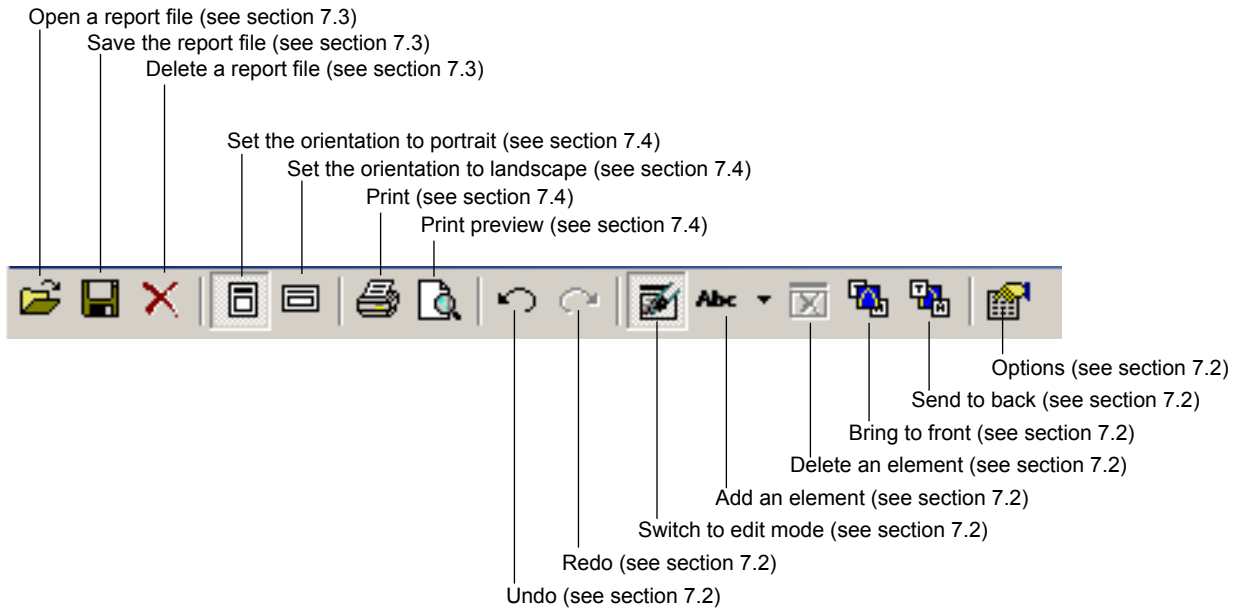 Open a report file (see section 7.3)
Save the report file (see section 7.3)
Delete a report file (see section 7.3)
Set the orientation to portrait (see section 7.4)
Set the orientation to landscape (see section 7.4)
Print (see section 7.4)
Print preview (see section 7.4)
Abc
Options (see section 7.2)
Send to back (see section 7.2)
Bring to front (see section 7.2)
Delete an element (see section 7.2)
Add an element (see section 7.2)
Switch to edit mode (see section 7.2)
Redo (see section 7.2)
Undo (see section 7.2)